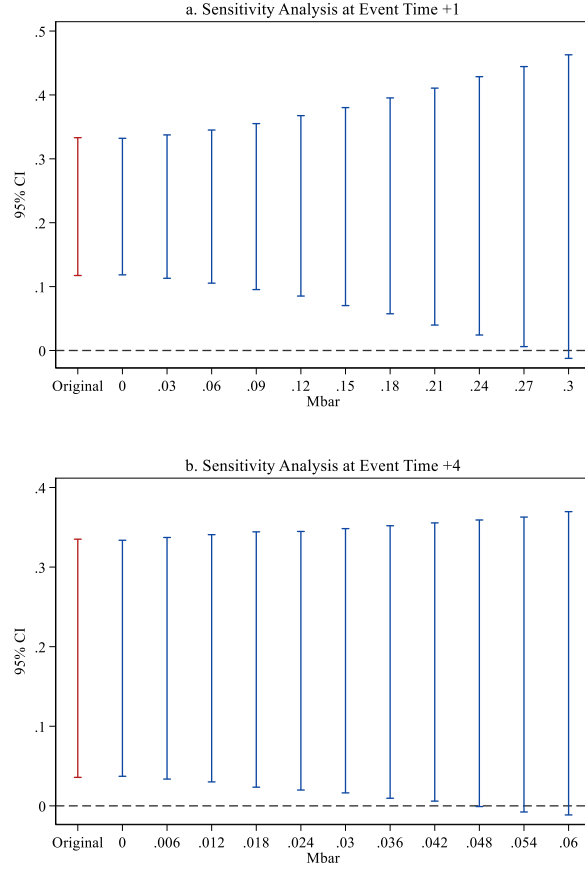 a. Sensitivity Analysis at Event Time +1
.5
.4
.3
.2
.1
0
95% CI
Original 0 .03 .06 .09 .12 .15 .18 .21 .24 .27 .3
Mbar
b. Sensitivity Analysis at Event Time +4
.4
.3
.2
.1
0
95% CI
Original 0 .006 .012 .018 .024 .03 .036 .042 .048 .054 .06
Mbar